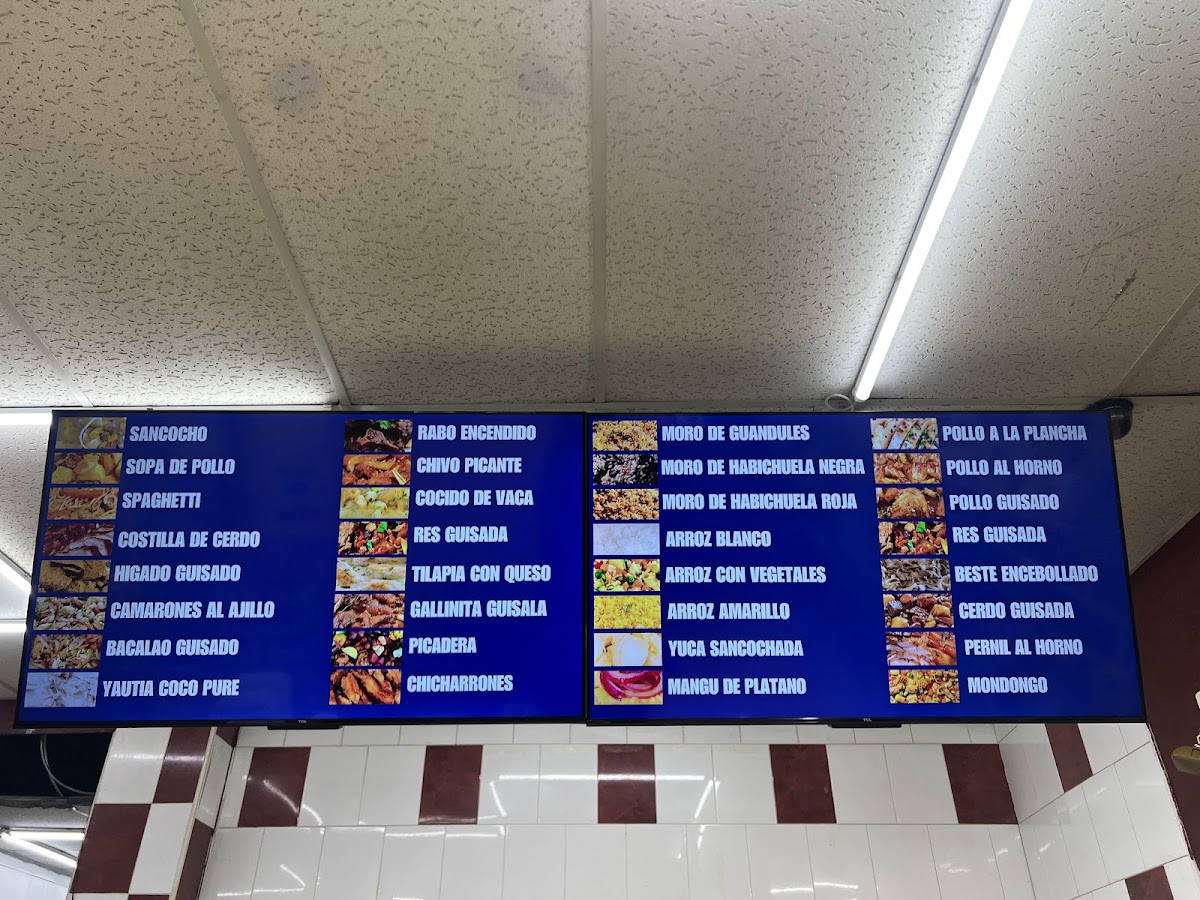 SANCOCHO
SOPA DE POLLO
SPAGHETTI
COSTILLA DE CERDO
HIGADO GUISADO
CAMARONES AL AJILLO
BACALAO GUISADO
YAUTIA COCO PURE
RABO ENCENDIDO
CHIVO PICANTE
COCIDO DE VACA
RES GUISADA
TILAPIA CON QUESO
GALLINITA GUISALA
PICADERA
CHICHARRONES
TCL
MORO DE GUANDULES
MORO DE HABICHUELA NEGRA
MORO DE HABICHUELA ROJA
ARROZ BLANCO
ARROZ CON VEGETALES
ARROZ AMARILLO
YUCA SANCOCHADA
MANGU DE PLATANO
POLLO A LA PLANCHA
POLLO AL HORNO
POLLO GUISADO
RES GUISADA
BESTE ENCEBOLLADO
CERDO GUISADA
PERNIL AL HORNO
MONDONGO
TCL